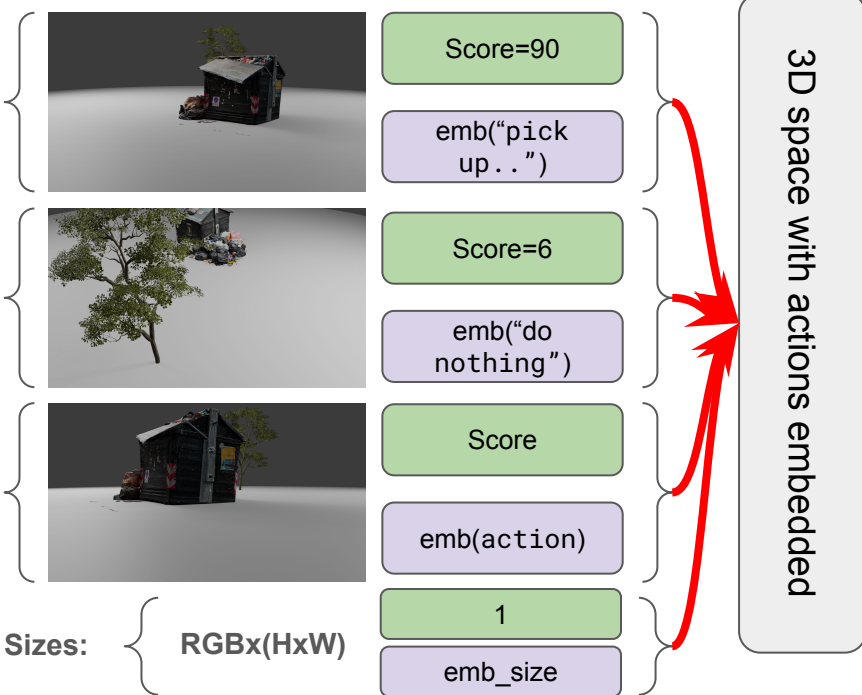 Score=90
emb(“pick
up..”)
Score=6
emb(“do
nothing”)
Score
emb(action)
Sizes:
RGBx(HxW)
1
emb_size
3D space with actions embedded